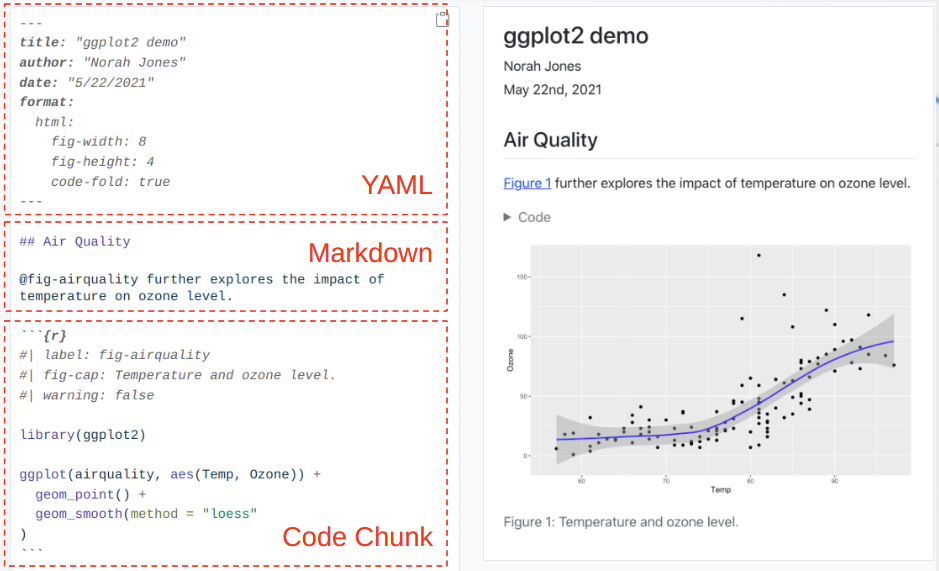 ---
title: "ggplot2 demo"
author: "Norah Jones"
date: "5/22/2021"
format:
  html:
    fig-width: 8
    fig-height: 4
    code-fold: true
---
YAML
## Air Quality
Markdown
@fig-airquality further explores the impact of
temperature on ozone level.
```{r}
#| label: fig-airquality
#| fig-cap: Temperature and ozone level.
#| warning: false
library(ggplot2)
ggplot(airquality, aes(Temp, Ozone)) +
  geom_point() +
  geom_smooth(method = "loess"
)
```
Code Chunk
ggplot2 demo
Norah Jones
May 22nd, 2021
Air Quality
Figure 1 further explores the impact of temperature on ozone level.
Code
150
100
50
0
Ozone
60 70 80 90
Temp
Figure 1: Temperature and ozone level.